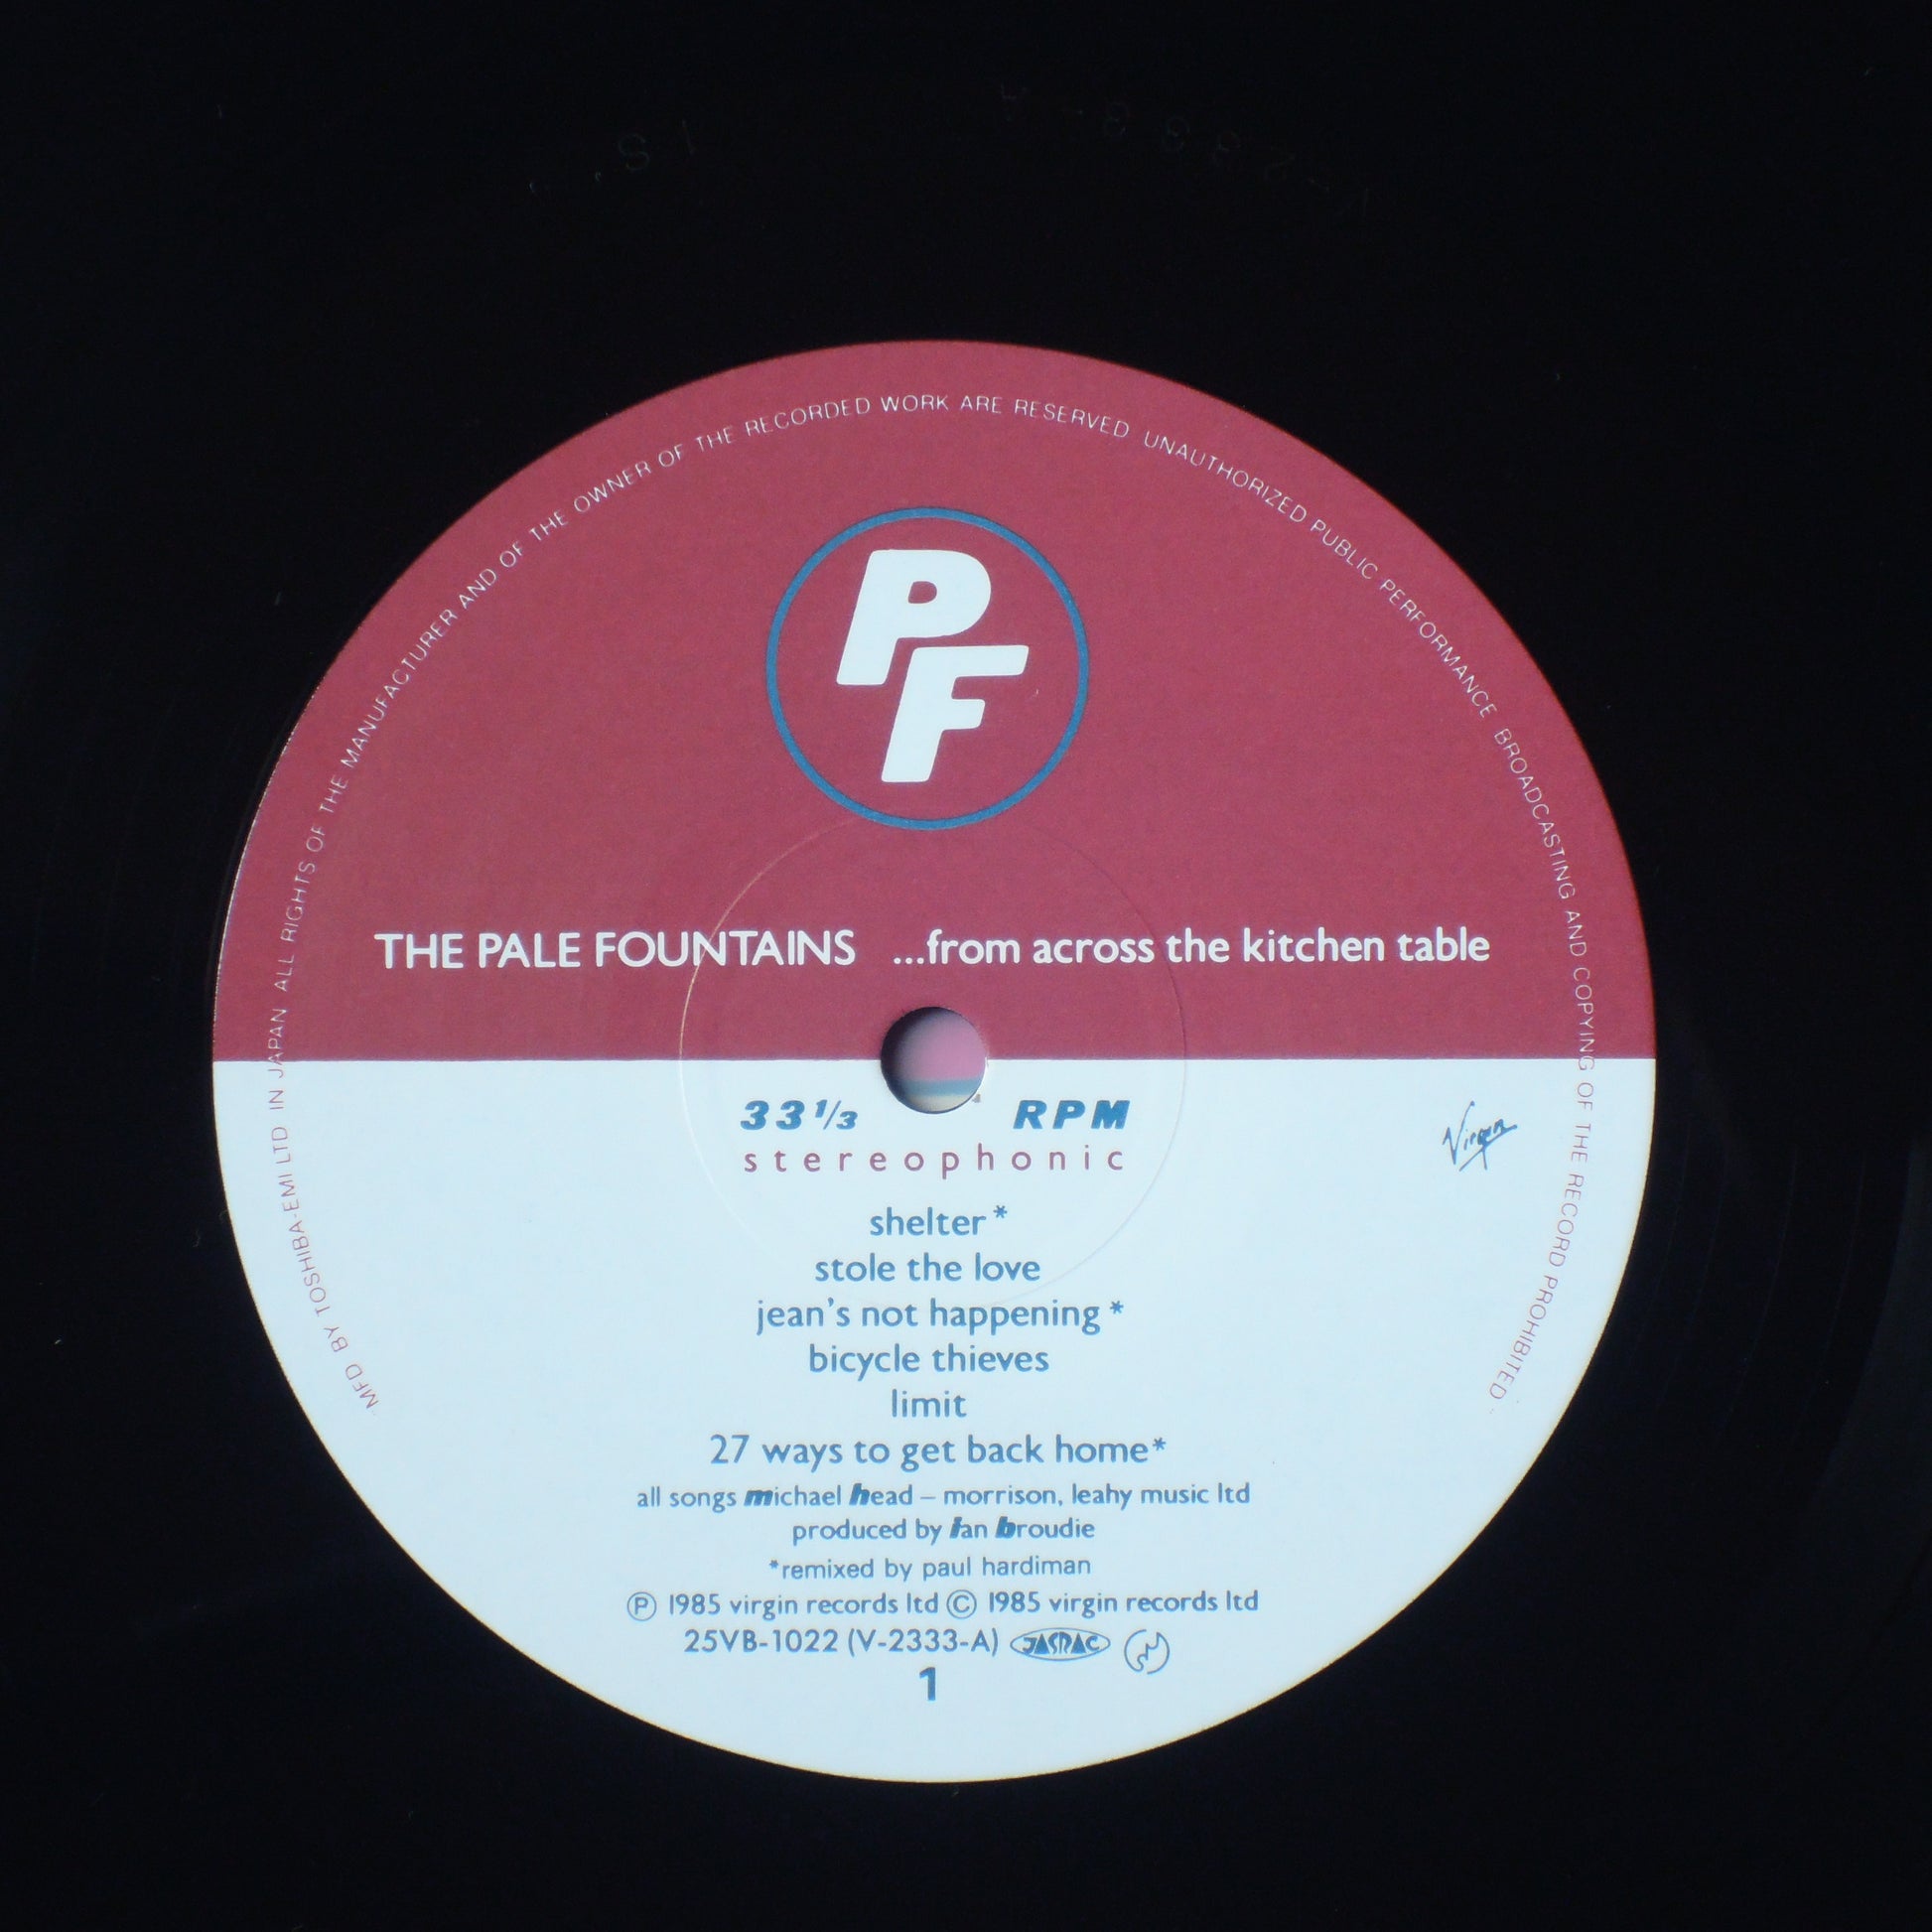 MFD BY TOSHIBA-EMI LTD IN JAPAN ALL RIGHTS OF THE MANUFACTURER AND OF THE OWNER OF THE RECORDED WORK ARE RESERVED UNAUTHORIZED PUBLIC PERFORMANCE BROADCASTING AND COPYING OF THE RECORD PROHIBITED
PF
THE PALE FOUNTAINS ...from across the kitchen table
33 1/3 RPM
stereophonic
Virgin
shelter*
stole the love
jean's not happening*
bicycle thieves
limit
27 ways to get back home*
all songs michael head – morrison, leahy music ltd
produced by ian broudie
*remixed by paul hardiman
Ⓟ 1985 virgin records ltd © 1985 virgin records ltd
25VB-1022 (V-2333-A) JASRAC
1